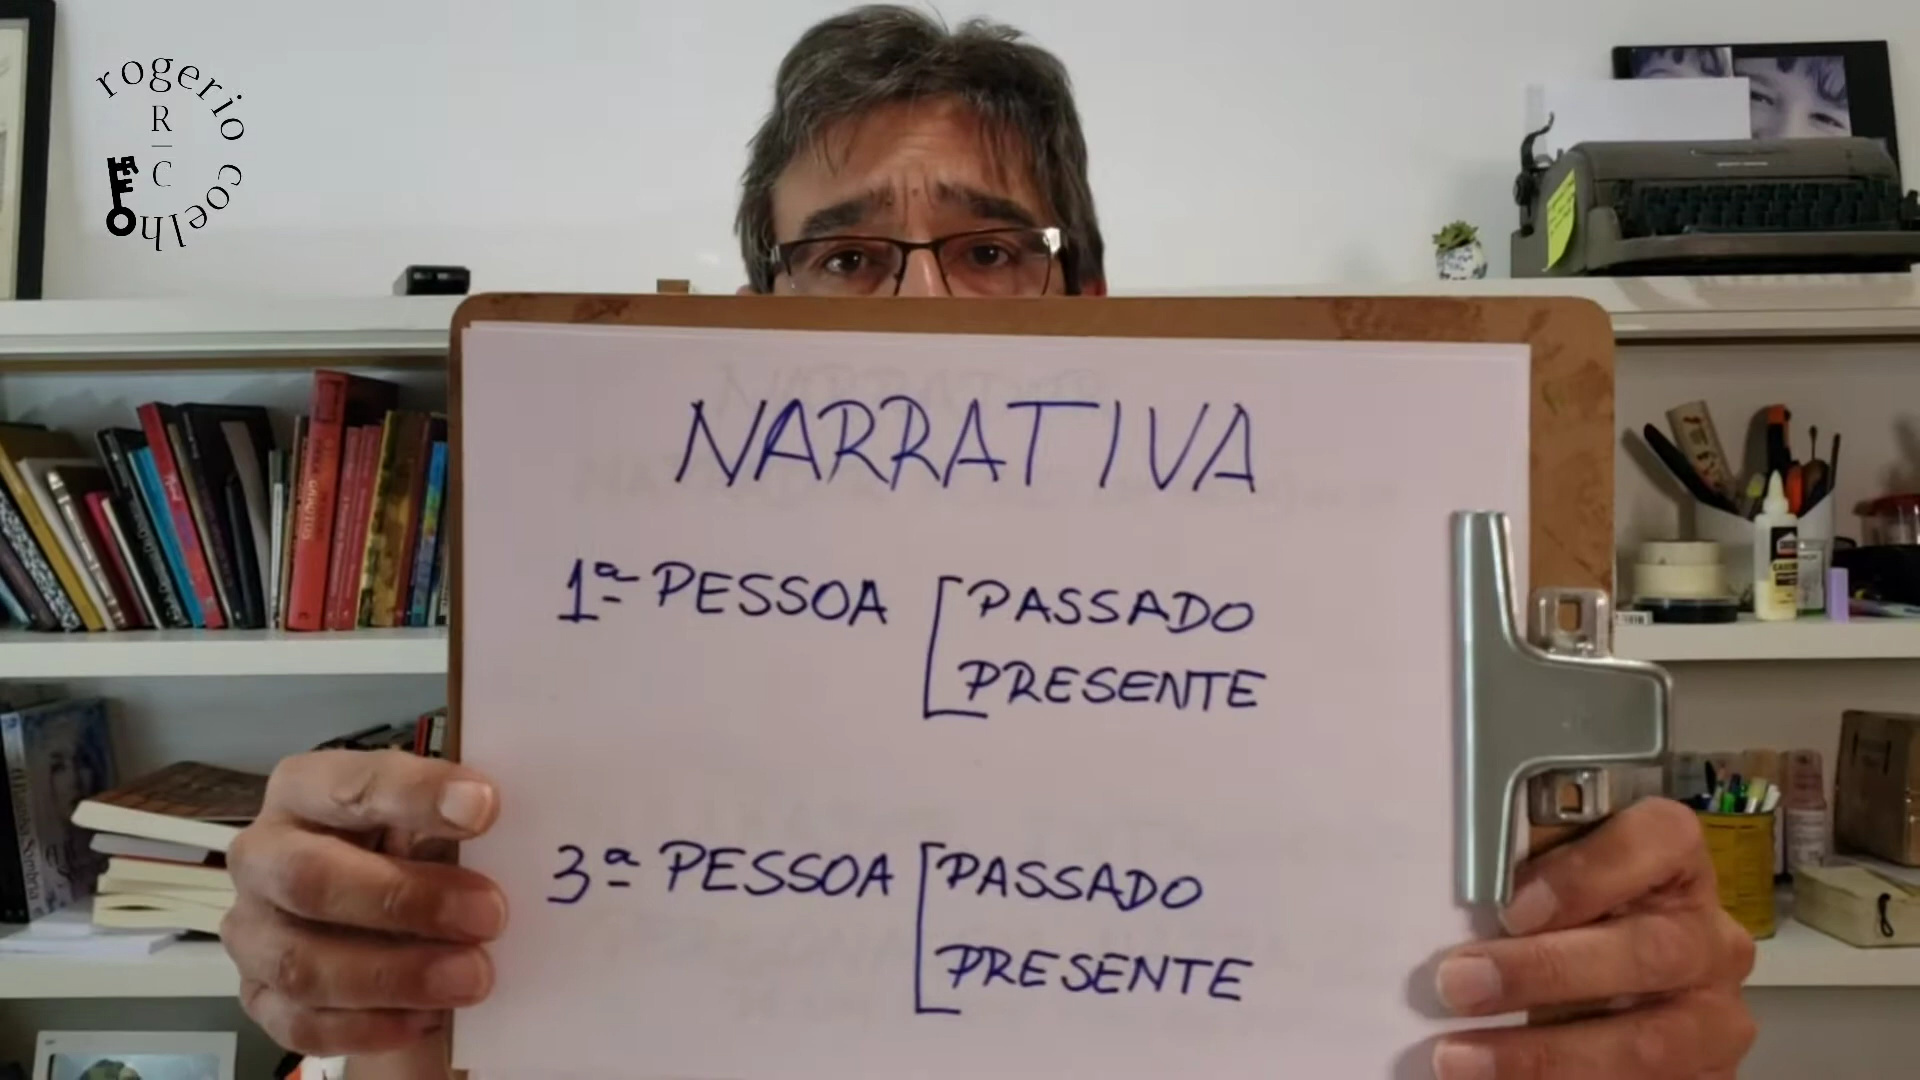 rogerio coelho
R
C
NARRATIVA
1ª PESSOA [ PASSADO
PRESENTE
3ª PESSOA [ PASSADO
PRESENTE